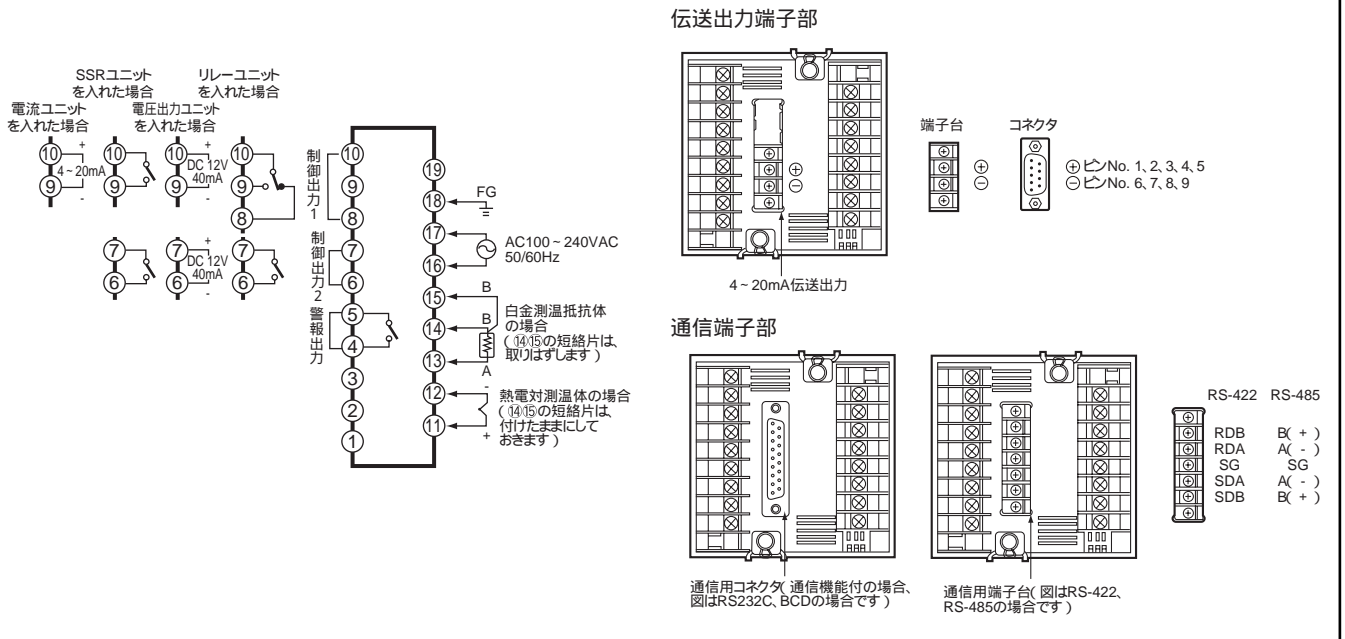 SSRユニット
を入れた場合
リレーユニット
を入れた場合
電流ユニット
を入れた場合
電圧出力ユニット
を入れた場合
⑩ + ⑩ ⑩ + ⑩
4~20mA
DC 12V
40mA
⑨ - ⑨ ⑨ - ⑨
⑧
⑦ ⑦ + ⑦
DC 12V
40mA
⑥ ⑥ - ⑥
制御出力1
制御出力2
警報出力
⑩
⑨
⑧
⑦
⑥
⑤
④
③
②
①
⑲
⑱
⑰
⑯
⑮
⑭
⑬
⑫
⑪
FG
AC100~240VAC
50/60Hz
B
B
A
白金測温抵抗体
の場合
(⑭⑮の短絡片は、
取りはずします)
-
+
熱電対測温体の場合
(⑭⑮の短絡片は、
付けたままにして
おきます)
伝送出力端子部
⊕
⊖
4~20mA伝送出力
端子台
⊕
⊖
コネクタ
⊕ ピンNo. 1、2、3、4、5
⊖ ピンNo. 6、7、8、9
通信端子部
通信用コネクタ(通信機能付の場合、
図はRS232C、BCDの場合です)
通信用端子台(図はRS-422、
RS-485の場合です)
RS-422 RS-485
RDB B(+)
RDA A(-)
SG SG
SDA A(-)
SDB B(+)